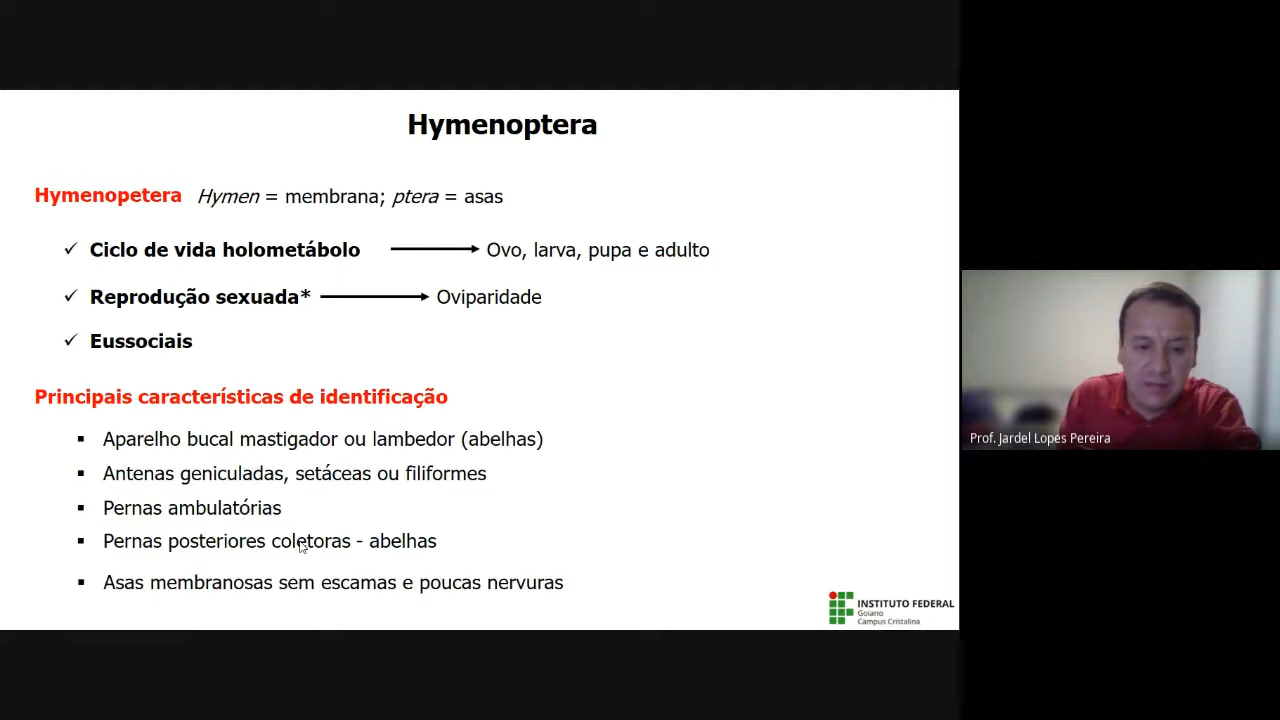 Hymenoptera
Hymenopetera Hymen = membrana; ptera = asas
✓ Ciclo de vida holometábolo → Ovo, larva, pupa e adulto
✓ Reprodução sexuada* → Oviparidade
✓ Eussociais
Principais características de identificação
▪ Aparelho bucal mastigador ou lambedor (abelhas)
▪ Antenas geniculadas, setáceas ou filiformes
▪ Pernas ambulatórias
▪ Pernas posteriores coletoras - abelhas
▪ Asas membranosas sem escamas e poucas nervuras
INSTITUTO FEDERAL
Goiano
Campus Cristalina
Prof. Jardel Lopes Pereira